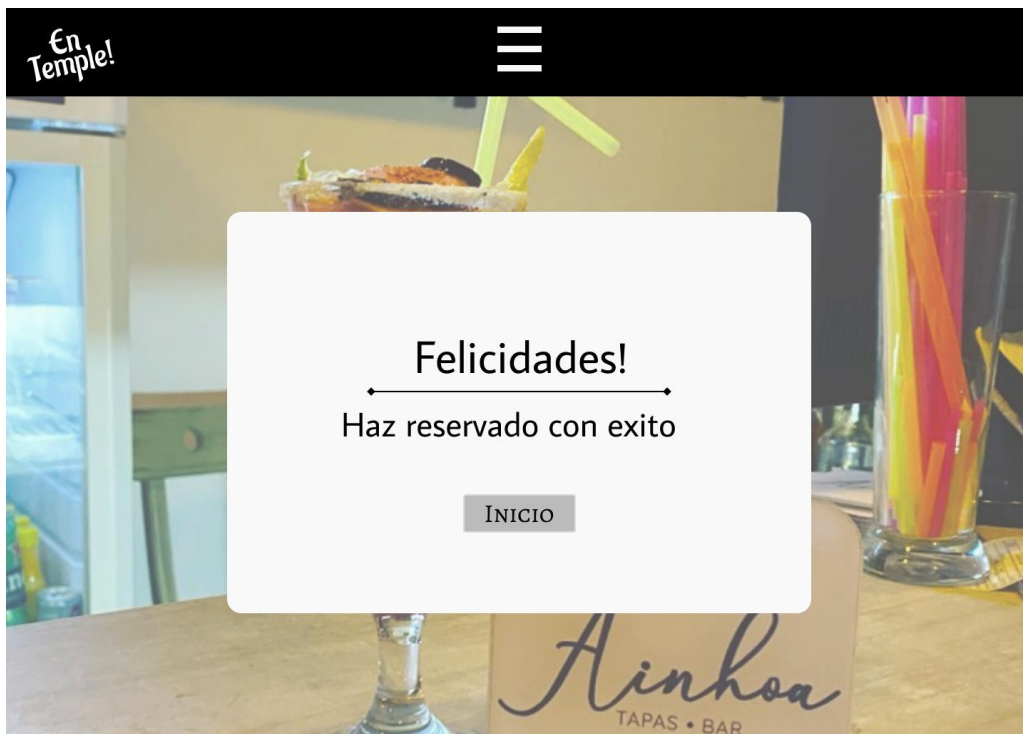 En
Temple!
Felicidades!
Haz reservado con exito
Inicio
Ainhoa
TAPAS • BAR